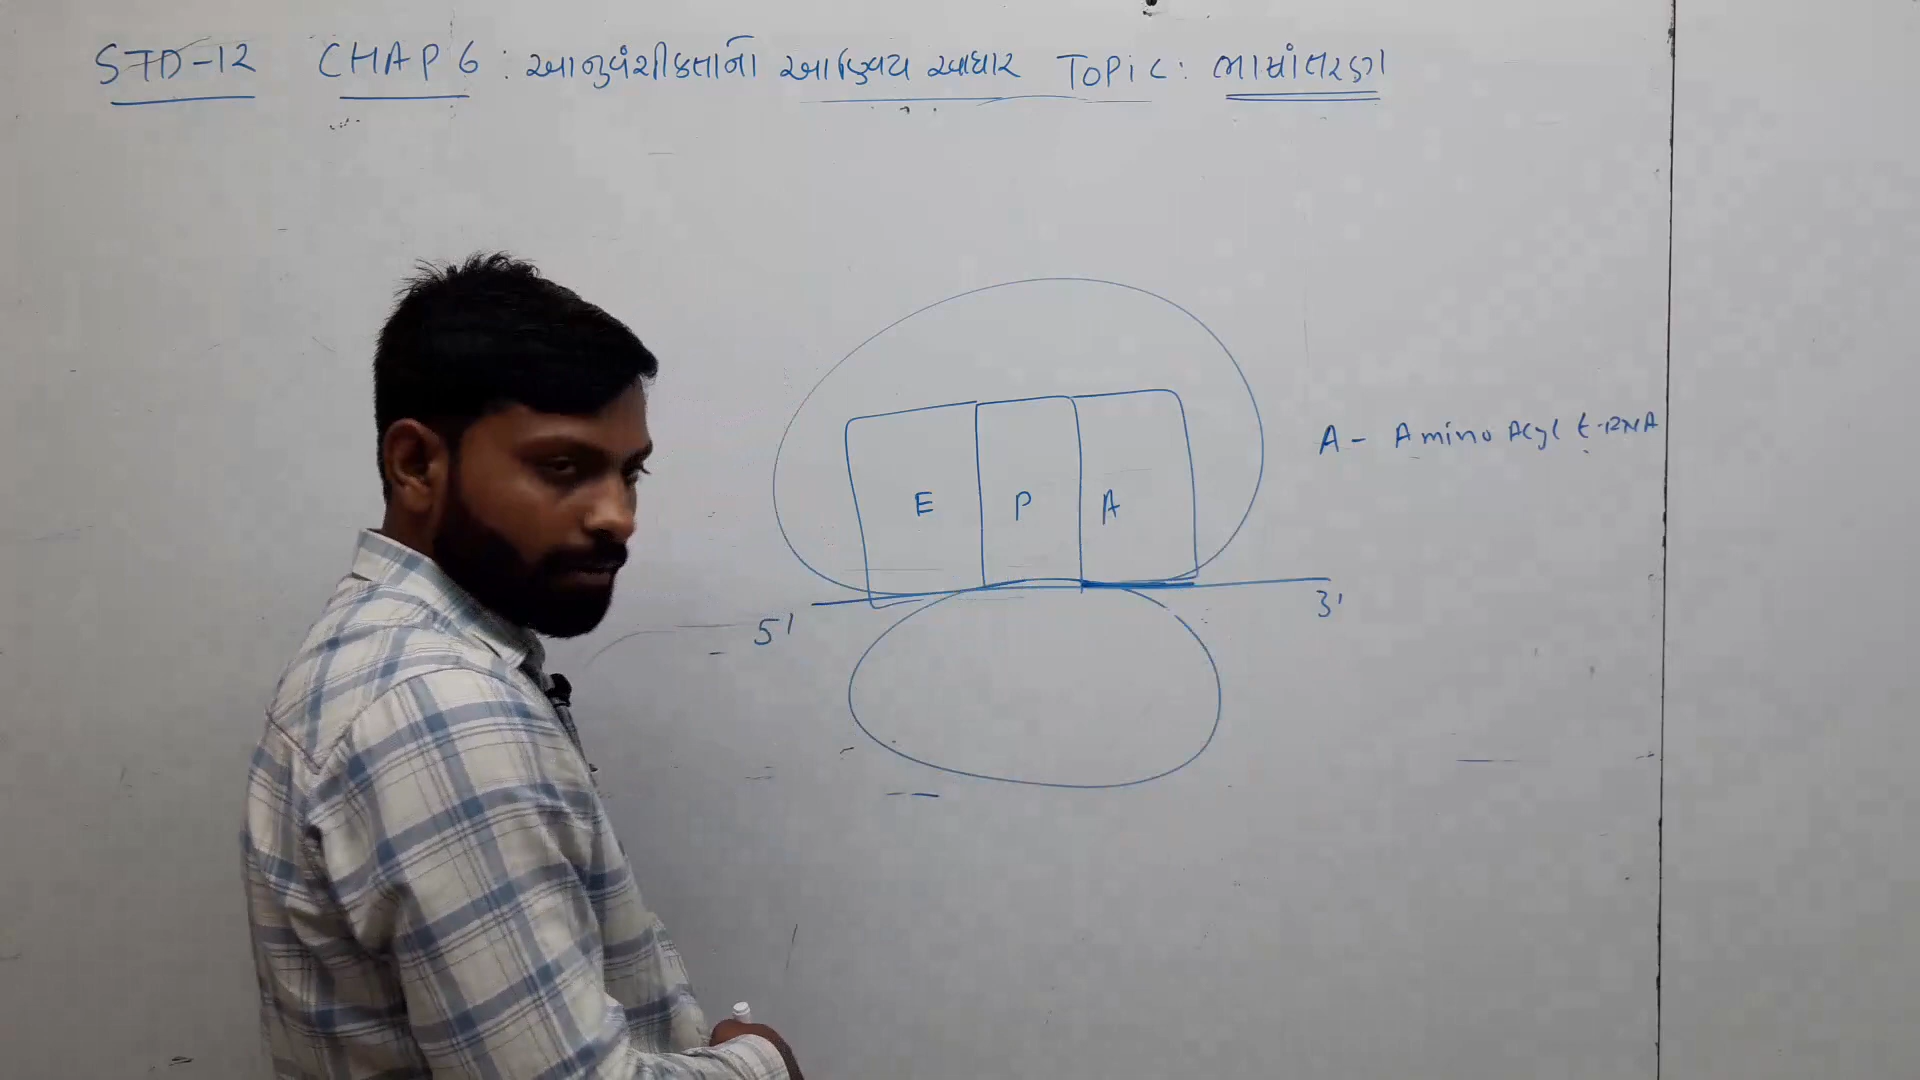 STD-12 CHAP 6 : આનુવંશીકતાનો આણ્વિય આધાર TOPIC : ભાષાંતરણ
A - Amino Acyl t-RNA
E P A
5' 3'